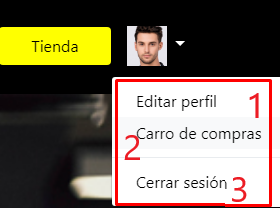 Tienda
Editar perfil 1
2 Carro de compras
Cerrar sesión 3